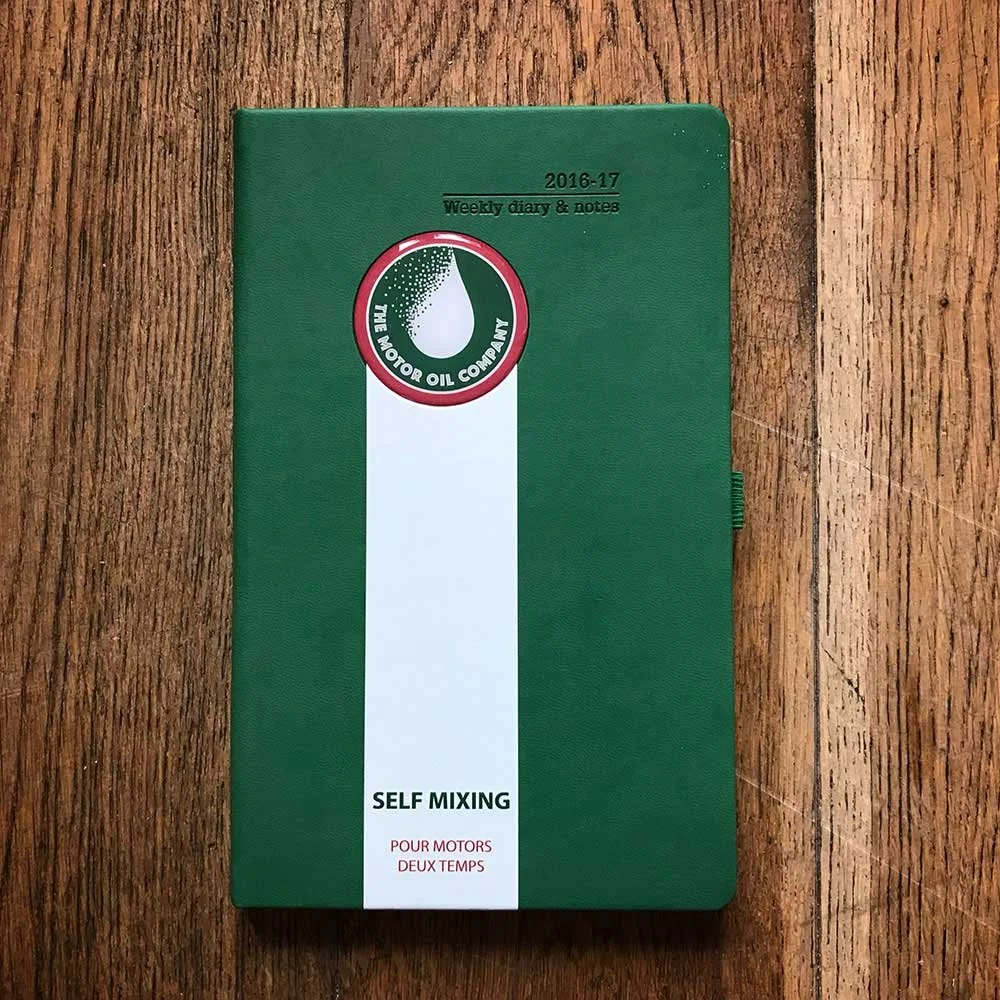 2016-17
Weekly diary & notes
THE MOTOR OIL COMPANY
SELF MIXING
POUR MOTORS
DEUX TEMPS